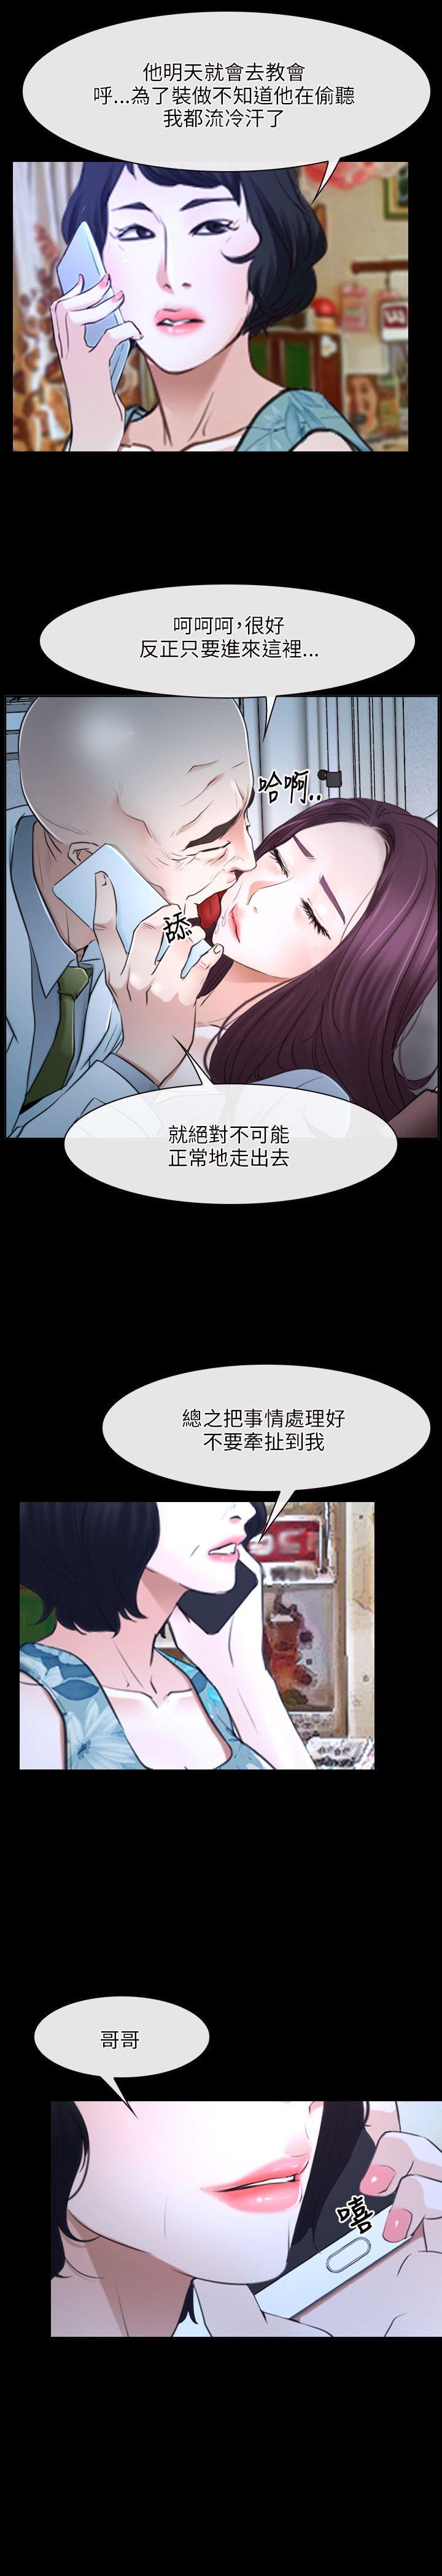 他明天就會去教會
呼...為了裝做不知道他在偷聽
我都流冷汗了
呵呵呵，很好
反正只要進來這裡...
哈啊..
舔
就絕對不可能
正常地走出去
總之把事情處理好
不要牽扯到我
哥哥
嘻